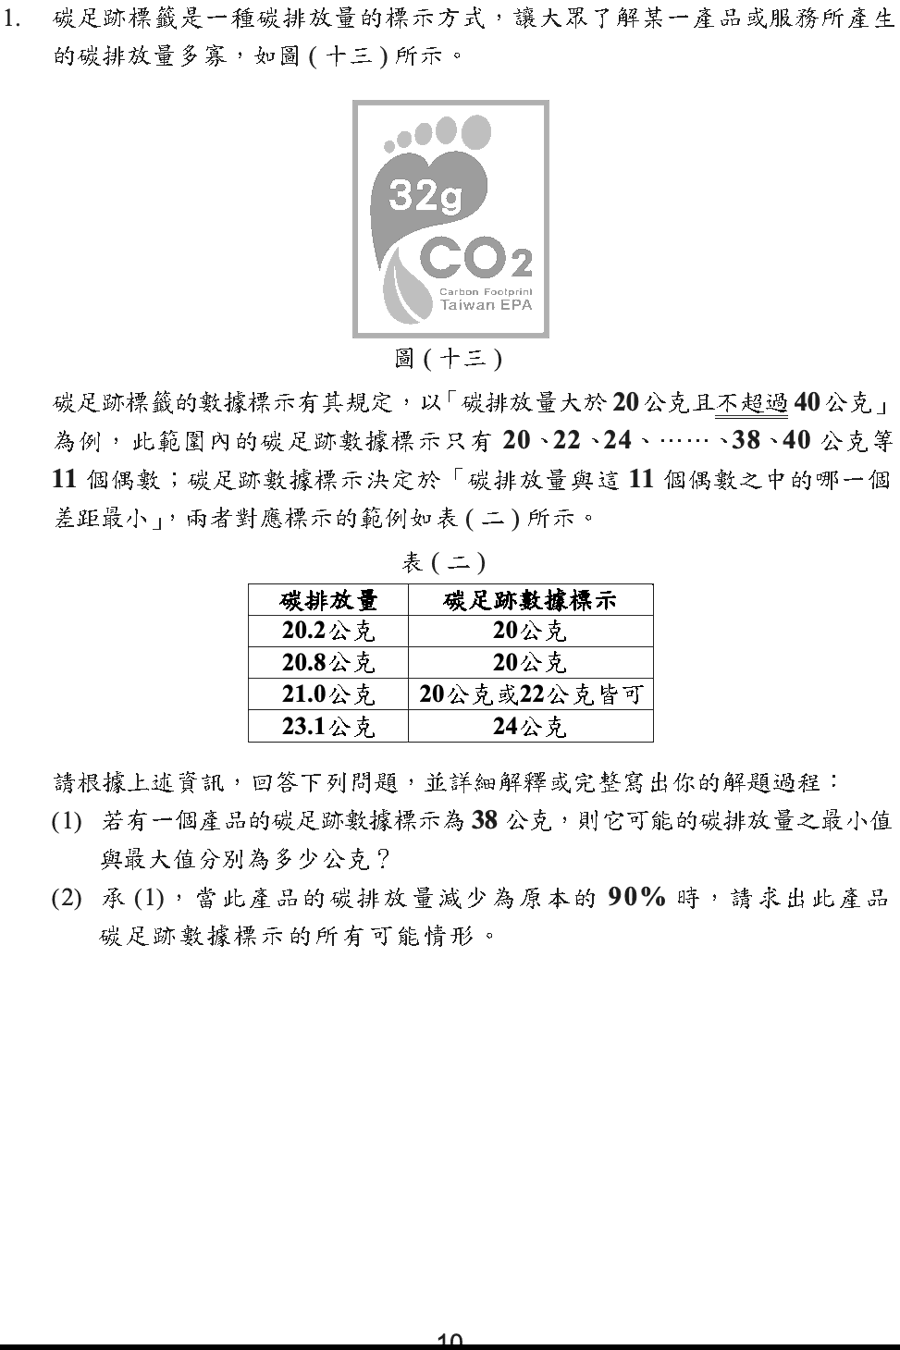 1. 碳足跡標籤是一種碳排放量的標示方式，讓大眾了解某一產品或服務所產生
的碳排放量多寡，如圖(十三)所示。
32g
CO2
Carbon Footprint
Taiwan EPA
圖(十三)
碳足跡標籤的數據標示有其規定，以「碳排放量大於20公克且不超過40公克」
為例，此範圍內的碳足跡數據標示只有 20、22、24、……、38、40 公克等
11 個偶數；碳足跡數據標示決定於「碳排放量與這 11 個偶數之中的哪一個
差距最小」，兩者對應標示的範例如表(二)所示。
表(二)
碳排放量 碳足跡數據標示
20.2公克 20公克
20.8公克 20公克
21.0公克 20公克或22公克皆可
23.1公克 24公克
請根據上述資訊，回答下列問題，並詳細解釋或完整寫出你的解題過程：
(1) 若有一個產品的碳足跡數據標示為 38 公克，則它可能的碳排放量之最小值
與最大值分別為多少公克？
(2) 承 (1)，當此產品的碳排放量減少為原本的 90% 時，請求出此產品
碳足跡數據標示的所有可能情形。
10